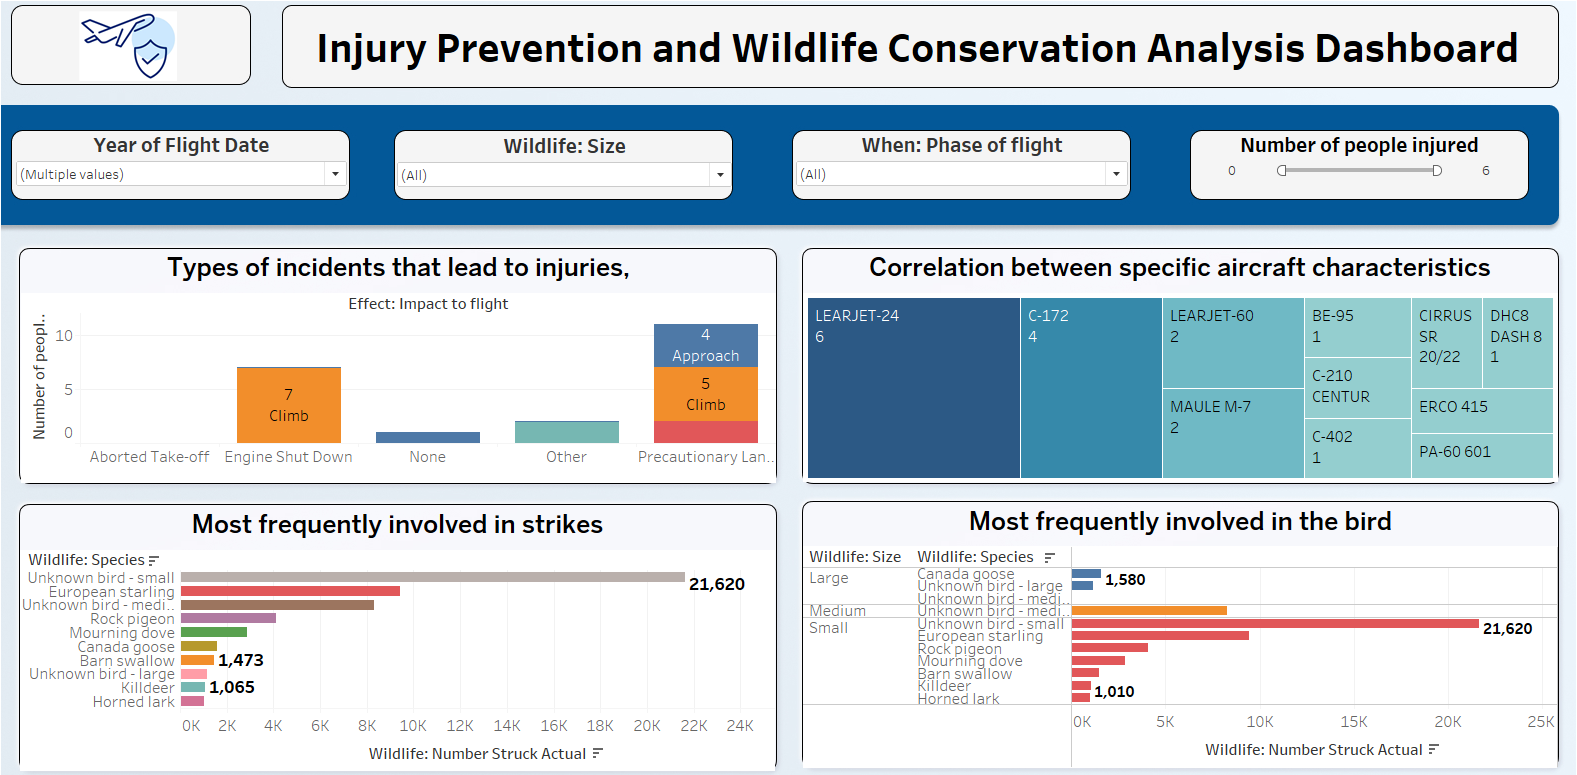 Injury Prevention and Wildlife Conservation Analysis Dashboard
Year of Flight Date
(Multiple values)
Wildlife: Size
(All)
When: Phase of flight
(All)
Number of people injured
0
6
Types of incidents that lead to injuries,
Effect: Impact to flight
Number of peopl..
10
5
0
7
Climb
4
Approach
5
Climb
Aborted Take-off
Engine Shut Down
None
Other
Precautionary Lan..
Correlation between specific aircraft characteristics
LEARJET-24
6
C-172
4
LEARJET-60
2
MAULE M-7
2
BE-95
1
C-210
CENTUR
C-402
1
CIRRUS
SR
20/22
DHC8
DASH 8
1
ERCO 415
PA-60 601
Most frequently involved in strikes
Wildlife: Species
Unknown bird - small
21,620
European starling
Unknown bird - medi..
Rock pigeon
Mourning dove
Canada goose
Barn swallow
1,473
Unknown bird - large
Killdeer
1,065
Horned lark
0K 2K 4K 6K 8K 10K 12K 14K 16K 18K 20K 22K 24K
Wildlife: Number Struck Actual
Most frequently involved in the bird
Wildlife: Size Wildlife: Species
Large
Canada goose
1,580
Unknown bird - large
Unknown bird - medi..
Medium
Unknown bird - medi..
Small
Unknown bird - small
21,620
European starling
Rock pigeon
Mourning dove
Barn swallow
Killdeer
1,010
Horned lark
0K 5K 10K 15K 20K 25K
Wildlife: Number Struck Actual